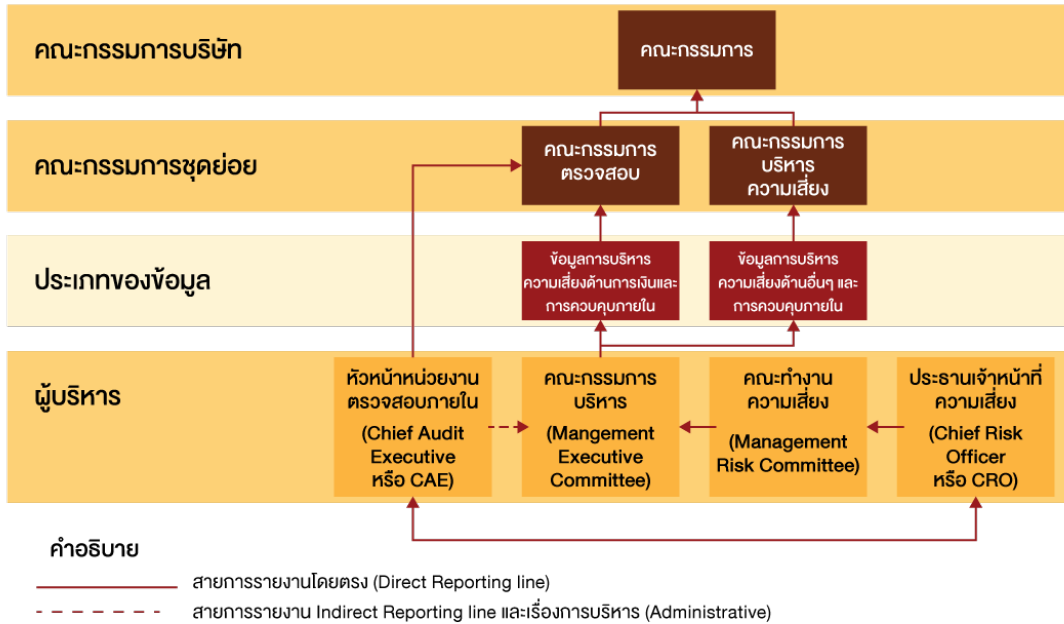 คณะกรรมการบริษัท
คณะกรรมการ
คณะกรรมการชุดย่อย
คณะกรรมการ
ตรวจสอบ
คณะกรรมการ
บริหาร
ความเสี่ยง
ประเภทของข้อมูล
ข้อมูลการบริหาร
ความเสี่ยงด้านการเงินและ
การควบคุมภายใน
ข้อมูลการบริหาร
ความเสี่ยงด้านอื่นๆ และ
การควบคุมภายใน
ผู้บริหาร
หัวหน้าหน่วยงาน
ตรวจสอบภายใน
(Chief Audit
Executive
หรือ CAE)
คณะกรรมการ
บริหาร
(Mangement
Executive
Committee)
คณะทำงาน
ความเสี่ยง
(Management
Risk Committee)
ประธานเจ้าหน้าที่
ความเสี่ยง
(Chief Risk
Officer
หรือ CRO)
คำอธิบาย
สายการรายงานโดยตรง (Direct Reporting line)
สายการรายงาน Indirect Reporting line และเรื่องการบริหาร (Administrative)